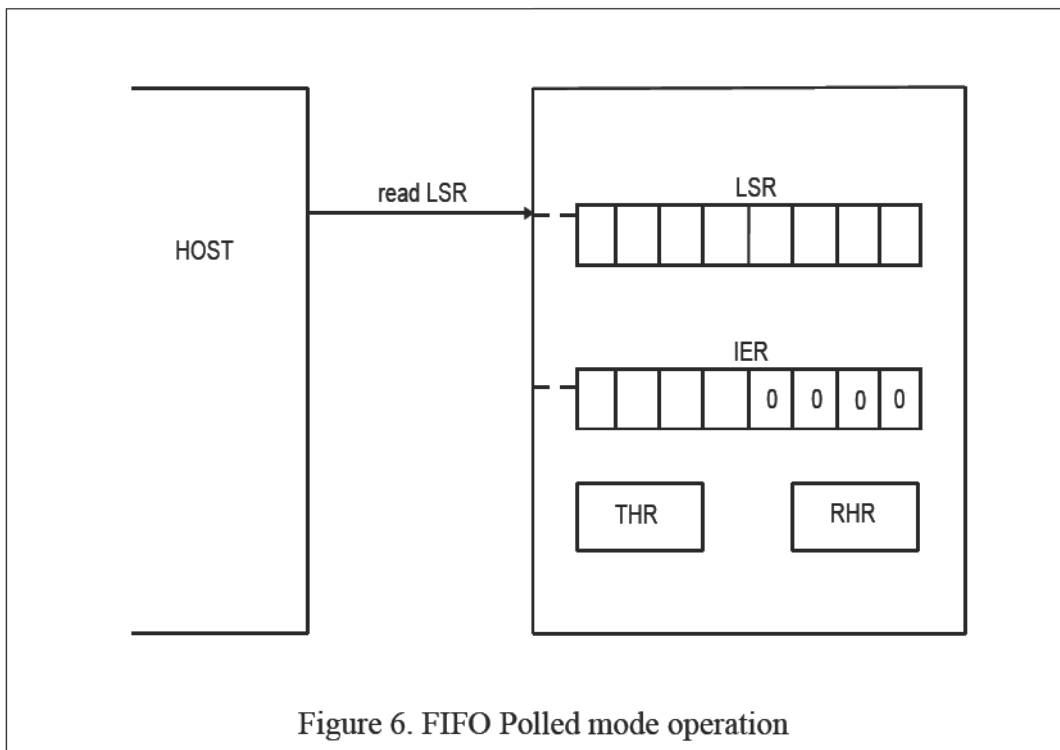 read LSR
LSR
HOST
IER
0 0 0 0
THR RHR
Figure 6. FIFO Polled mode operation